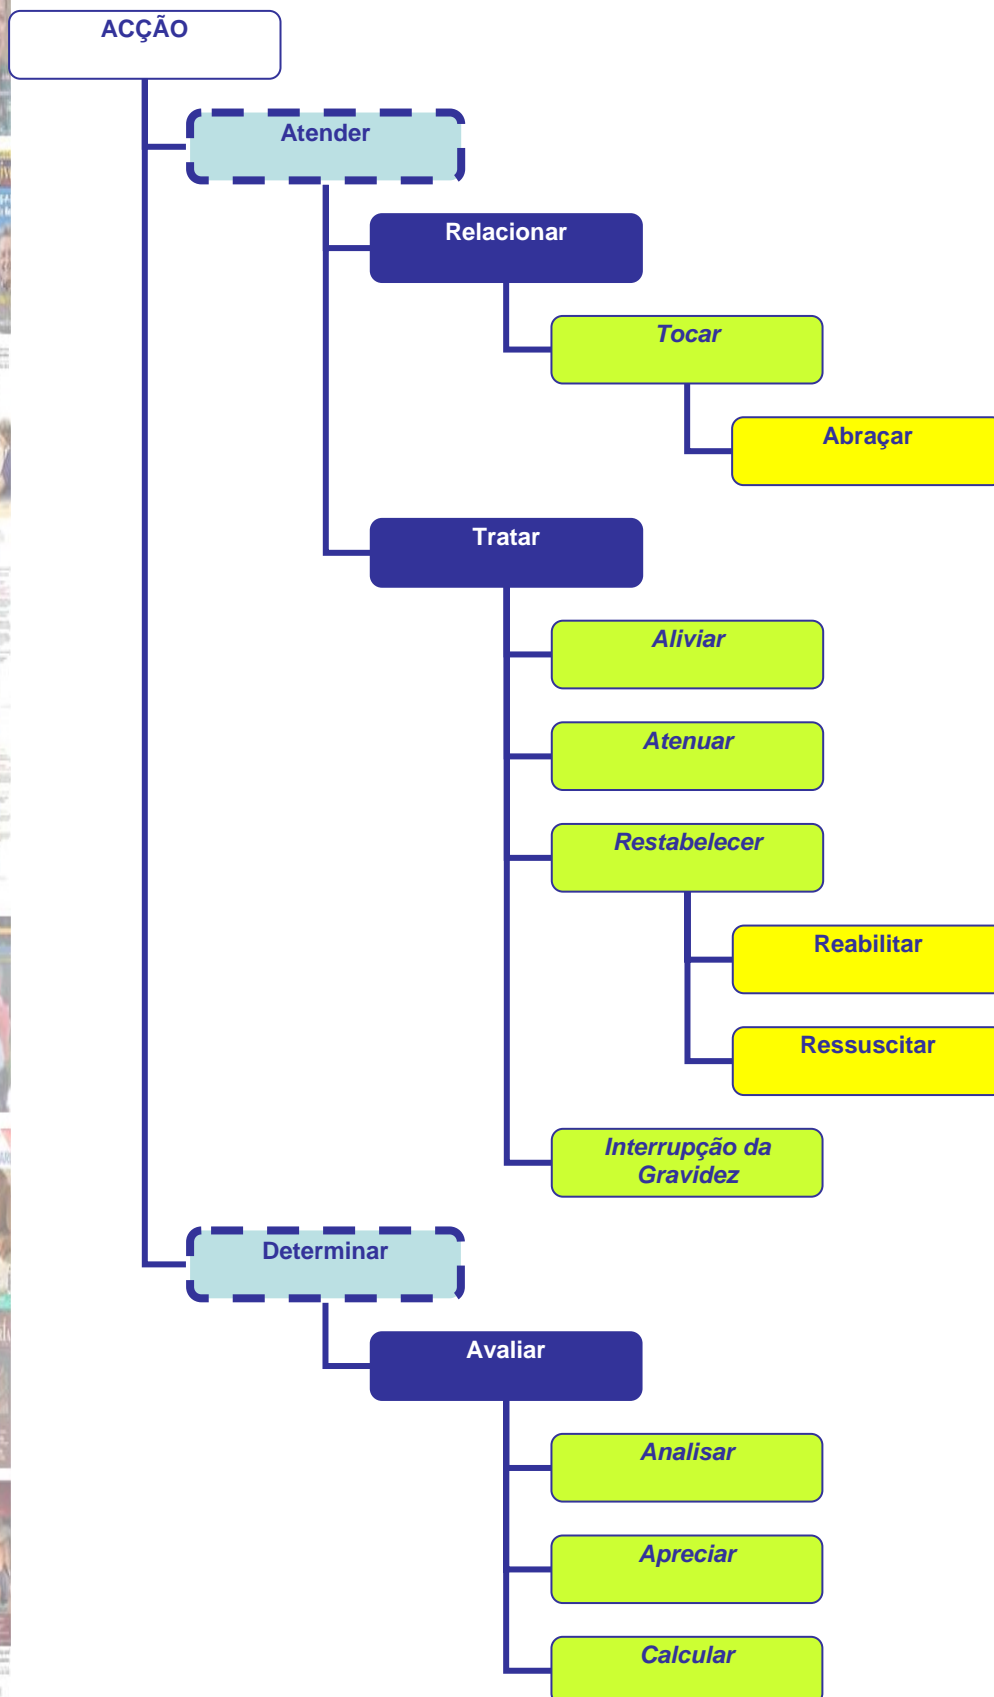 ACÇÃO
Atender
Relacionar
Tocar
Abraçar
Tratar
Aliviar
Atenuar
Restabelecer
Reabilitar
Ressuscitar
Interrupção da
Gravidez
Determinar
Avaliar
Analisar
Apreciar
Calcular